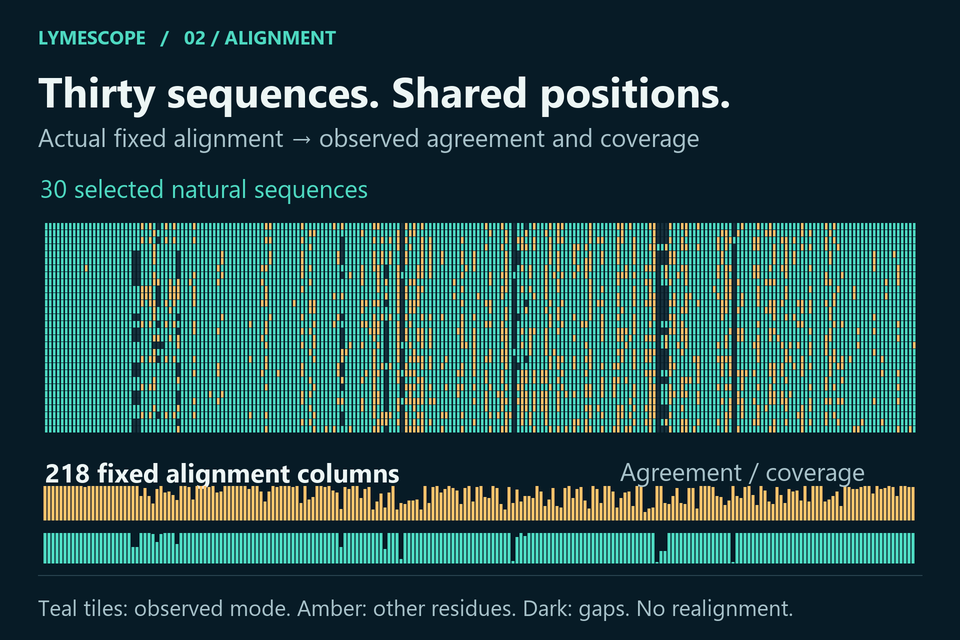 LYMESCOPE / 02 / ALIGNMENT
Thirty sequences. Shared positions.
Actual fixed alignment → observed agreement and coverage
30 selected natural sequences
218 fixed alignment columns
Agreement / coverage
Teal tiles: observed mode. Amber: other residues. Dark: gaps. No realignment.